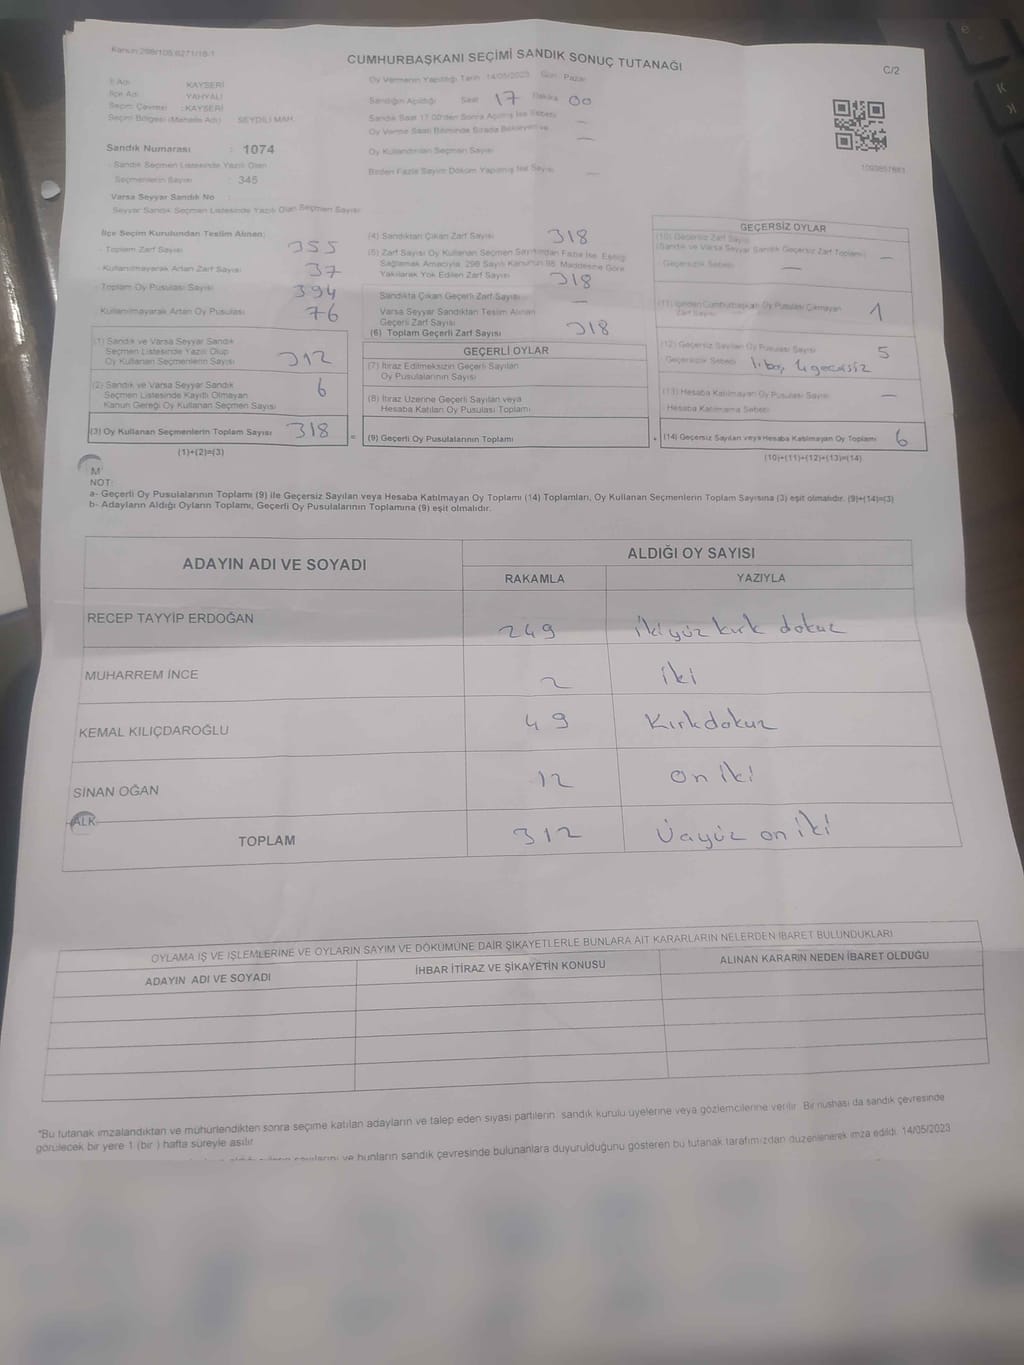 Kanun:298/105.6271/18-1
CUMHURBAŞKANI SEÇİMİ SANDIK SONUÇ TUTANAĞI
C/2
İl Adı : KAYSERİ
İlçe Adı : YAHYALI
Seçim Çevresi : KAYSERİ
Seçim Bölgesi (Mahalle Adı) SEYDİLİ MAH.
Sandık Numarası : 1074
- Sandık Seçmen Listesinde Yazılı Olan
Seçmenlerin Sayısı : 345
Varsa Seyyar Sandık No
Seyyar Sandık Seçmen Listesinde Yazılı Olan Seçmen Sayısı:
Oy Vermenin Yapıldığı Tarih: 14/05/2023 Gün: Pazar
Sandığın Açıldığı Saat 17 Dakika 00
Sandık Saat 17.00'den Sonra Açılmış İse Sebebi —
Oy Verme Saati Bitiminde Sırada Bekleyen ve
Oy Kullandırılan Seçmen Sayısı —
Birden Fazla Sayım Döküm Yapılmış İse Sayısı —
İlçe Seçim Kurulundan Teslim Alınan:
- Toplam Zarf Sayısı 355
- Kullanılmayarak Artan Zarf Sayısı 37
Toplam Oy Pusulası Sayısı 394
Kullanılmayarak Artan Oy Pusulası 76
(1) Sandık ve Varsa Seyyar Sandık
Seçmen Listesinde Yazılı Olup
Oy Kullanan Seçmenlerin Sayısı 312
(2) Sandık ve Varsa Seyyar Sandık
Seçmen Listesinde Kayıtlı Olmayan
Kanun Gereği Oy Kullanan Seçmen Sayısı 6
(3) Oy Kullanan Seçmenlerin Toplam Sayısı 318
(1)+(2)=(3)
(4) Sandıktan Çıkan Zarf Sayısı 318
(5) Zarf Sayısı Oy Kullanan Seçmen Sayısından Fazla İse, Eşitliği
Sağlamak Amacıyla, 298 Sayılı Kanunun 98. Maddesine Göre
Yakılarak Yok Edilen Zarf Sayısı
Sandıkta Çıkan Geçerli Zarf Sayısı 318
Varsa Seyyar Sandıktan Teslim Alınan
Geçerli Zarf Sayısı —
(6) Toplam Geçerli Zarf Sayısı 318
GEÇERLİ OYLAR
(7) İtiraz Edilmeksizin Geçerli Sayılan
Oy Pusulalarının Sayısı
(8) İtiraz Üzerine Geçerli Sayılan veya
Hesaba Katılan Oy Pusulası Toplamı
= (9) Geçerli Oy Pusulalarının Toplamı
GEÇERSİZ OYLAR
(10) Geçersiz Zarf Sayısı
(Sandık ve Varsa Seyyar Sandık Geçersiz Zarf Toplamı) —
Geçersizlik Sebebi —
(11) İçinden Cumhurbaşkanı Oy Pusulası Çıkmayan
Zarf Sayısı 1
(12) Geçersiz Sayılan Oy Pusulası Sayısı 5
Geçersizlik Sebebi 1 boş 4 geçersiz
(13) Hesaba Katılmayan Oy Pusulası Sayısı —
Hesaba Katılmama Sebebi
+ (14) Geçersiz Sayılan veya Hesaba Katılmayan Oy Toplamı 6
(10)+(11)+(12)+(13)=(14)
M
NOT:
a- Geçerli Oy Pusulalarının Toplamı (9) ile Geçersiz Sayılan veya Hesaba Katılmayan Oy Toplamı (14) Toplamları, Oy Kullanan Seçmenlerin Toplam Sayısına (3) eşit olmalıdır. (9)+(14)=(3)
b- Adayların Aldığı Oyların Toplamı, Geçerli Oy Pusulalarının Toplamına (9) eşit olmalıdır.
ADAYIN ADI VE SOYADI
ALDIĞI OY SAYISI
RAKAMLA YAZIYLA
RECEP TAYYİP ERDOĞAN 249 ikiyüz kırk dokuz
MUHARREM İNCE 2 iki
KEMAL KILIÇDAROĞLU 49 Kırkdokuz
SİNAN OĞAN 12 on iki
ALK
TOPLAM 312 Üçyüz on iki
OYLAMA İŞ VE İŞLEMLERİNE VE OYLARIN SAYIM VE DÖKÜMÜNE DAİR ŞİKAYETLERLE BUNLARA AİT KARARLARIN NELERDEN İBARET BULUNDUKLARI
ADAYIN ADI VE SOYADI İHBAR İTİRAZ VE ŞİKAYETİN KONUSU ALINAN KARARIN NEDEN İBARET OLDUĞU
"Bu tutanak imzalandıktan ve mühürlendikten sonra seçime katılan adayların ve talep eden siyasi partilerin, sandık kurulu üyelerine veya gözlemcilerine verilir. Bir nüshası da sandık çevresinde
görülecek bir yere 1 (bir ) hafta süreyle asılır.
ve bunların sandık çevresinde bulunanlara duyurulduğunu gösteren bu tutanak tarafımızdan düzenlenerek imza edildi. 14/05/2023